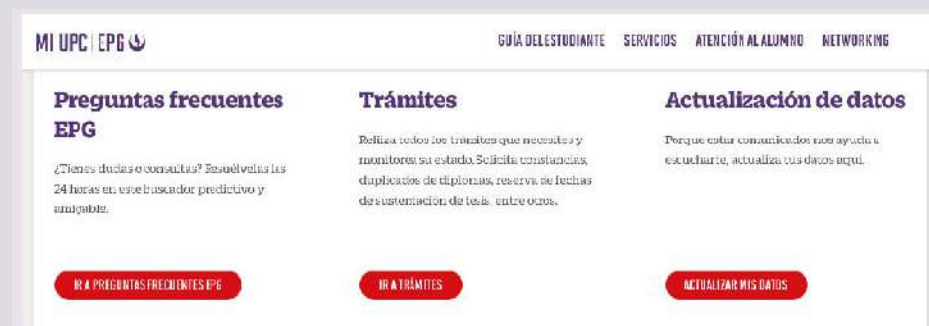 MI UPC | EPG
GUÍA DEL ESTUDIANTE SERVICIOS ATENCIÓN AL ALUMNO NETWORKING
Preguntas frecuentes
EPG
¿Tienes dudas o consultas? Resuélvelas las
24 horas en este buscador predictivo y
amigable.
IR A PREGUNTAS FRECUENTES EPG
Trámites
Realiza todos los trámites que necesites y
monitorea su estado. Solicita constancias,
duplicados de diplomas, reserva de fechas
de sustentación de tesis, entre otros.
IR A TRÁMITES
Actualización de datos
Porque estar comunicados nos ayuda a
escucharte, actualiza tus datos aquí.
ACTUALIZAR MIS DATOS